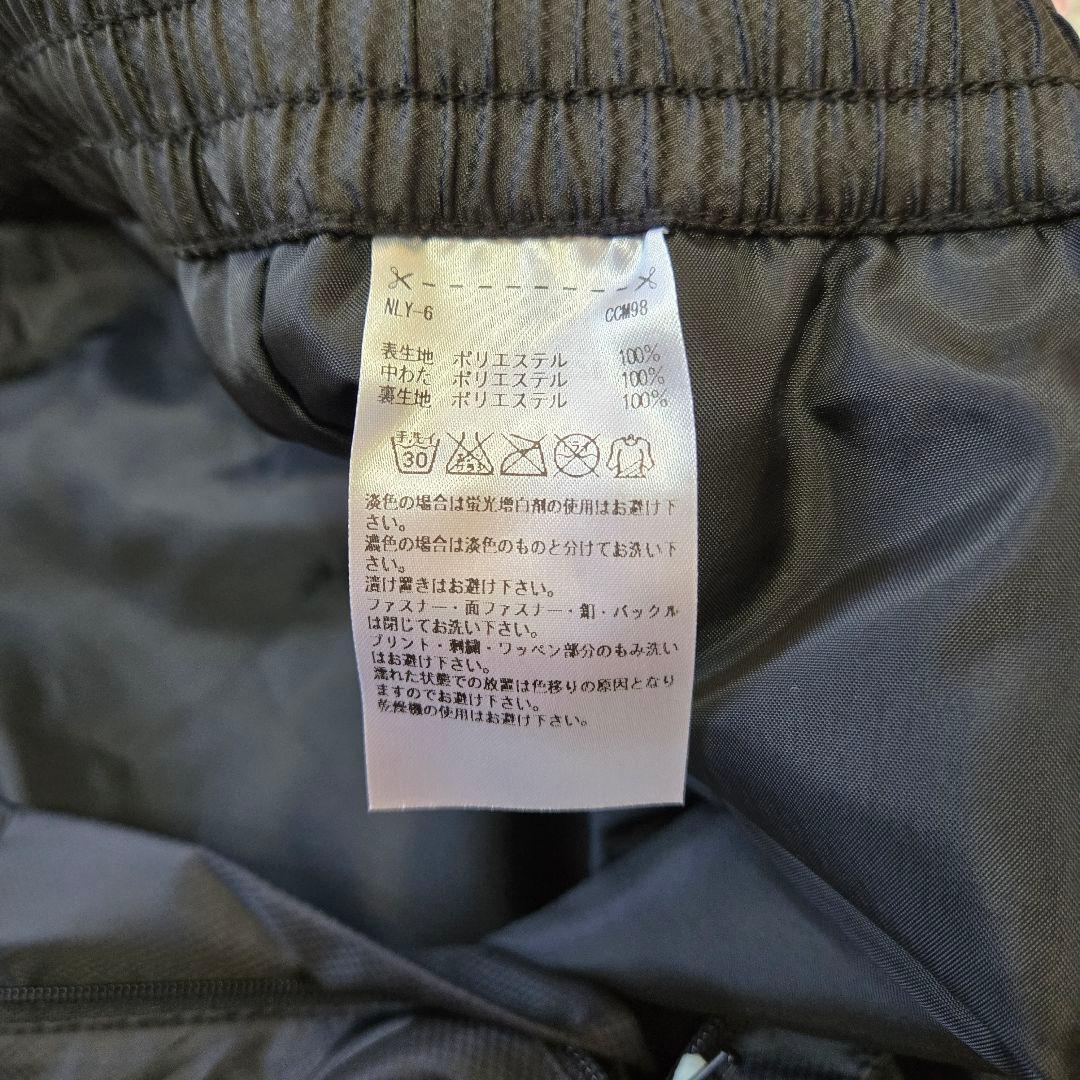 NLY-6 CCM98
表生地 ポリエステル 100%
中わた ポリエステル 100%
裏生地 ポリエステル 100%
手洗イ
30
淡色の場合は蛍光増白剤の使用はお避け下
さい。
濃色の場合は淡色のものと分けてお洗い下
さい。
漬け置きはお避け下さい。
ファスナー・面ファスナー・釦・バックル
は閉じてお洗い下さい。
プリント・刺繍・ワッペン部分のもみ洗い
はお避け下さい。
濡れた状態での放置は色移りの原因となり
ますのでお避け下さい。
乾燥機の使用はお避け下さい。